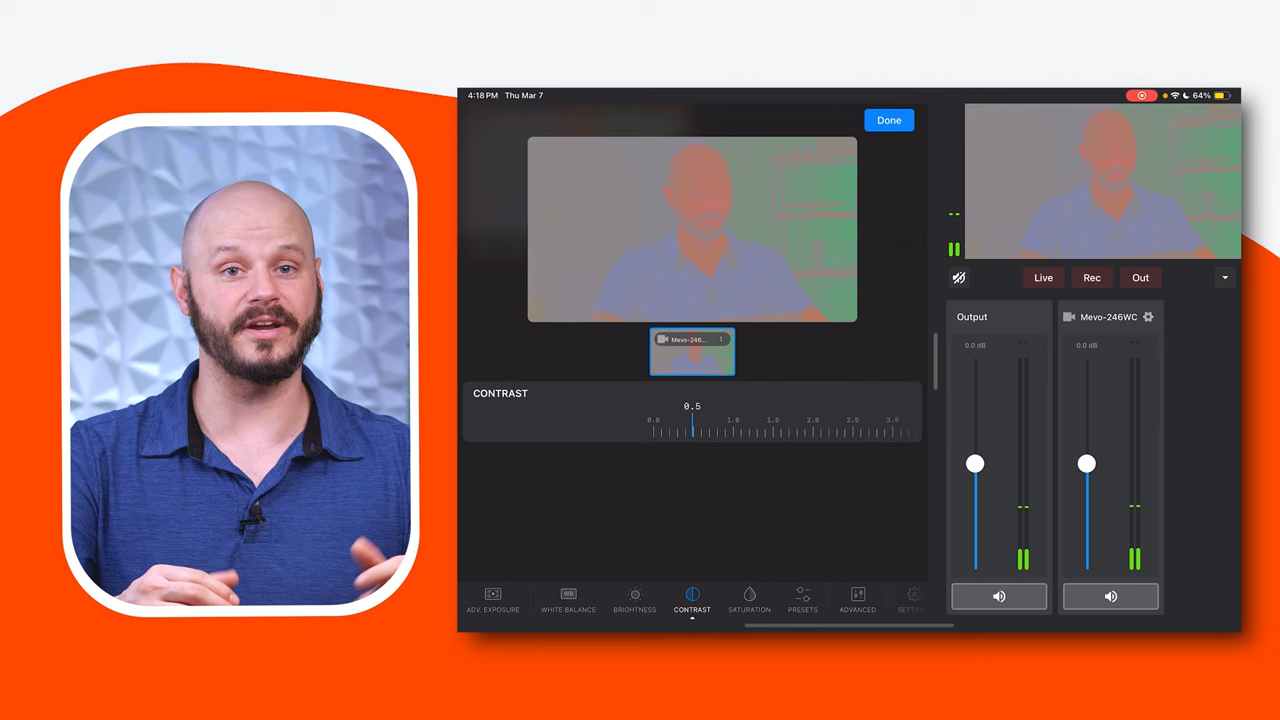 4:18 PM Thu Mar 7
64%
Done
Mevo-246...
CONTRAST
0.5
0.0 1.0 1.5 2.0 2.5 3.0
ADV. EXPOSURE WHITE BALANCE BRIGHTNESS CONTRAST SATURATION PRESETS ADVANCED
WB
Live Rec Out
Output
Mevo-246WC
0.0 dB
0.0 dB